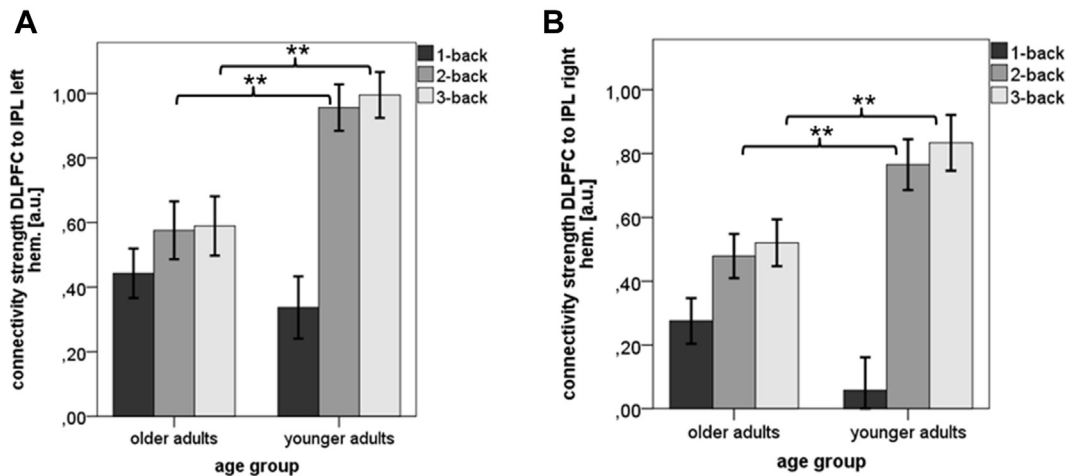 A
connectivity strength DLPFC to IPL left
hem. [a.u.]
1,00
,80
,60
,40
,20
,00
**
**
1-back
2-back
3-back
older adults
younger adults
age group
B
connectivity strength DLPFC to IPL right
hem. [a.u.]
1,00
,80
,60
,40
,20
,00
**
**
1-back
2-back
3-back
older adults
younger adults
age group